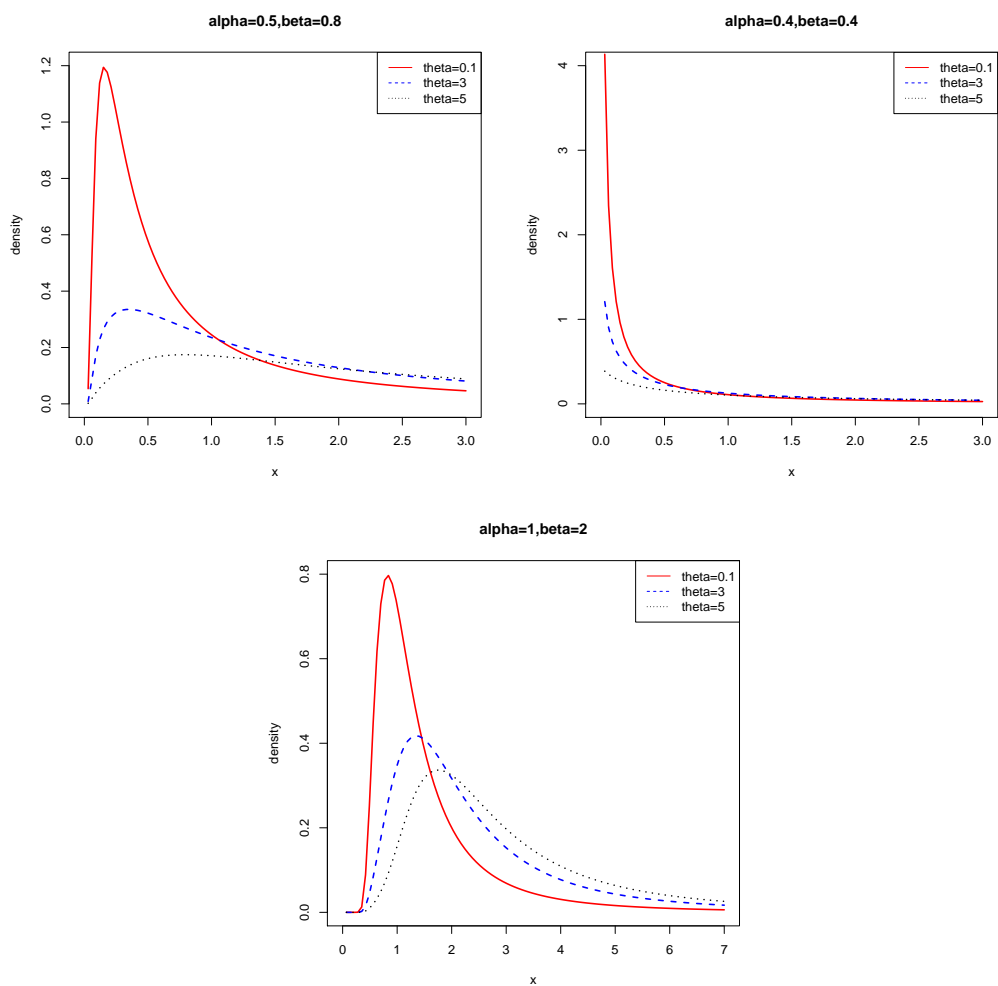 alpha=0.5,beta=0.8
theta=0.1
theta=3
theta=5
density
0.0 0.2 0.4 0.6 0.8 1.0 1.2
0.0 0.5 1.0 1.5 2.0 2.5 3.0
x
alpha=0.4,beta=0.4
theta=0.1
theta=3
theta=5
density
0 1 2 3 4
0.0 0.5 1.0 1.5 2.0 2.5 3.0
x
alpha=1,beta=2
theta=0.1
theta=3
theta=5
density
0.0 0.2 0.4 0.6 0.8
0 1 2 3 4 5 6 7
x